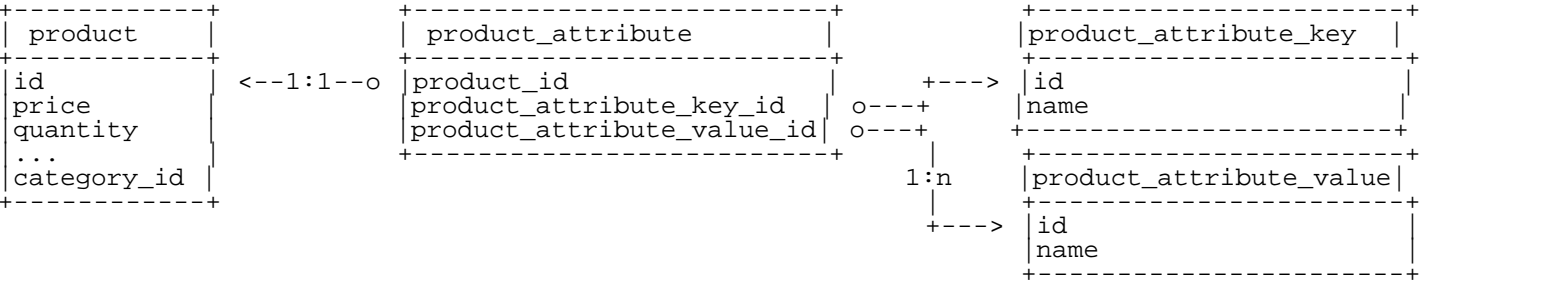 product
product_attribute
product_attribute_key
id
<--1:1--o
product_id
+--->
id
price
product_attribute_key_id
o---+
name
quantity
product_attribute_value_id
o---+
...
category_id
1:n
product_attribute_value
+--->
id
name